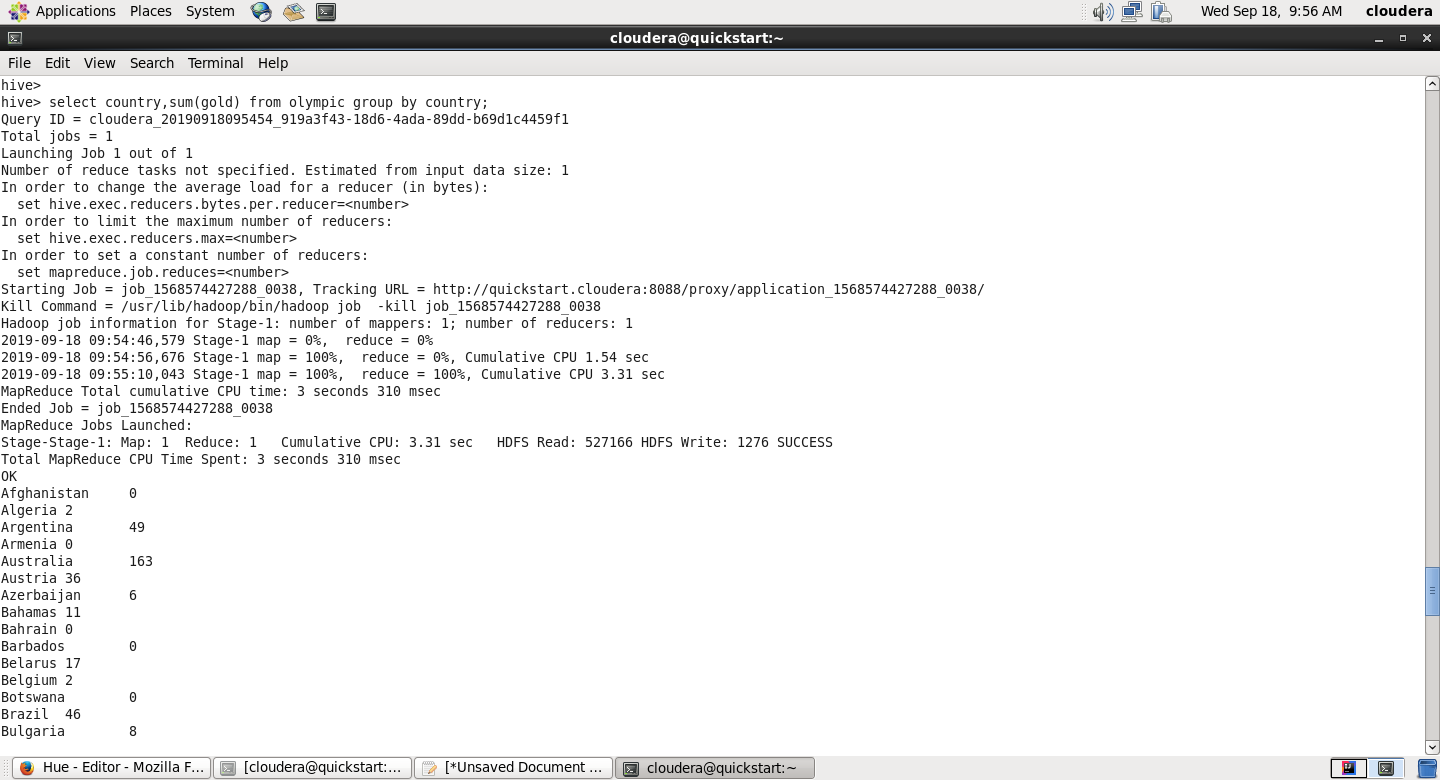 Applications Places System Wed Sep 18, 9:56 AM cloudera
cloudera@quickstart:~
File Edit View Search Terminal Help
hive>
hive> select country,sum(gold) from olympic group by country;
Query ID = cloudera_20190918095454_919a3f43-18d6-4ada-89dd-b69d1c4459f1
Total jobs = 1
Launching Job 1 out of 1
Number of reduce tasks not specified. Estimated from input data size: 1
In order to change the average load for a reducer (in bytes):
  set hive.exec.reducers.bytes.per.reducer=<number>
In order to limit the maximum number of reducers:
  set hive.exec.reducers.max=<number>
In order to set a constant number of reducers:
  set mapreduce.job.reduces=<number>
Starting Job = job_1568574427288_0038, Tracking URL = http://quickstart.cloudera:8088/proxy/application_1568574427288_0038/
Kill Command = /usr/lib/hadoop/bin/hadoop job  -kill job_1568574427288_0038
Hadoop job information for Stage-1: number of mappers: 1; number of reducers: 1
2019-09-18 09:54:46,579 Stage-1 map = 0%,  reduce = 0%
2019-09-18 09:54:56,676 Stage-1 map = 100%,  reduce = 0%, Cumulative CPU 1.54 sec
2019-09-18 09:55:10,043 Stage-1 map = 100%,  reduce = 100%, Cumulative CPU 3.31 sec
MapReduce Total cumulative CPU time: 3 seconds 310 msec
Ended Job = job_1568574427288_0038
MapReduce Jobs Launched:
Stage-Stage-1: Map: 1  Reduce: 1   Cumulative CPU: 3.31 sec   HDFS Read: 527166 HDFS Write: 1276 SUCCESS
Total MapReduce CPU Time Spent: 3 seconds 310 msec
OK
Afghanistan     0
Algeria 2
Argentina       49
Armenia 0
Australia       163
Austria 36
Azerbaijan      6
Bahamas 11
Bahrain 0
Barbados        0
Belarus 17
Belgium 2
Botswana        0
Brazil  46
Bulgaria        8
Hue - Editor - Mozilla F... [cloudera@quickstart:... [*Unsaved Document ... cloudera@quickstart:~